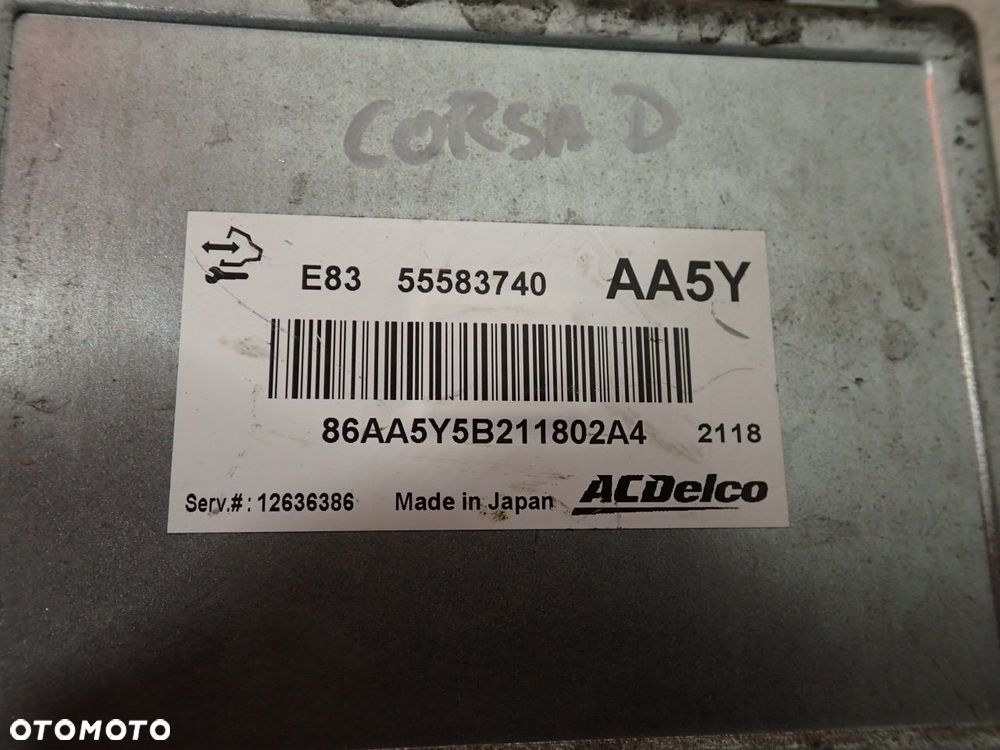 CORSA D
E83 55583740 AA5Y
86AA5Y5B211802A4 2118
Serv.#: 12636386 Made in Japan ACDelco
OTOMOTO